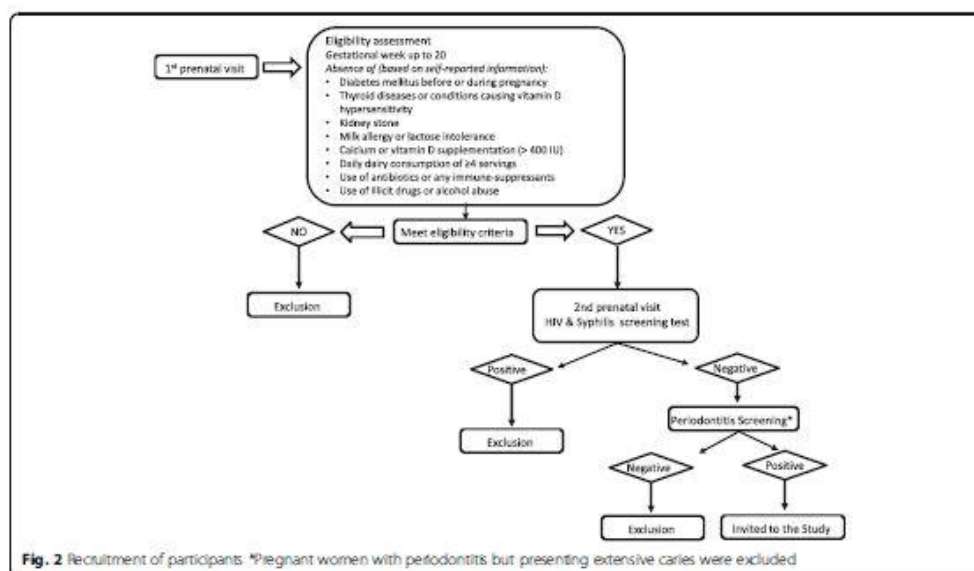 1st prenatal visit
Eligibility assessment
Gestational week up to 20
Absence of (based on self-reported information):
• Diabetes mellitus before or during pregnancy
• Thyroid diseases or conditions causing vitamin D
hypersensitivity
• Kidney stone
• Milk allergy or lactose intolerance
• Calcium or vitamin D supplementation (> 400 IU)
• Daily dairy consumption of ≥4 servings
• Use of antibiotics or any immune-suppressants
• Use of illicit drugs or alcohol abuse
NO
Meet eligibility criteria
YES
Exclusion
2nd prenatal visit
HIV & Syphilis screening test
Positive
Negative
Exclusion
Periodontitis Screening*
Negative
Positive
Exclusion
Invited to the Study
Fig. 2 Recruitment of participants *Pregnant women with periodontitis but presenting extensive caries were excluded